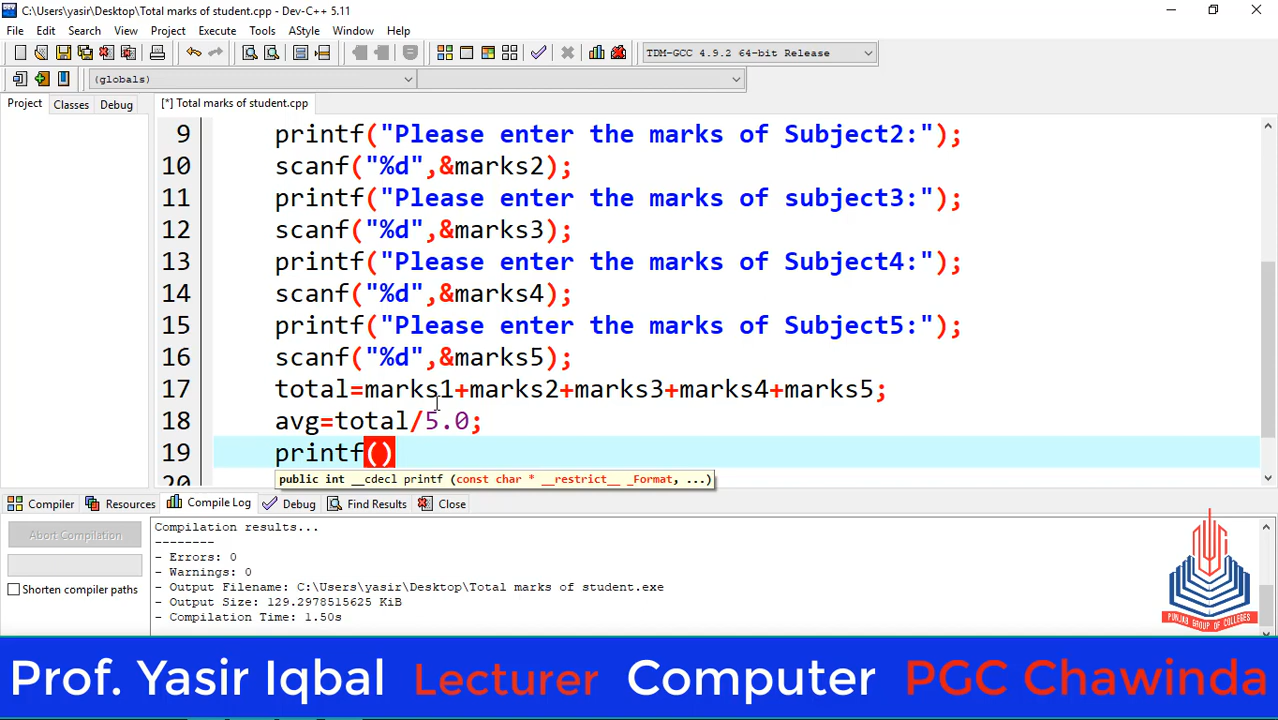 C:\Users\yasir\Desktop\Total marks of student.cpp - Dev-C++ 5.11
File Edit Search View Project Execute Tools AStyle Window Help
TDM-GCC 4.9.2 64-bit Release
(globals)
Project Classes Debug [*] Total marks of student.cpp
9 printf("Please enter the marks of Subject2:");
10 scanf("%d",&marks2);
11 printf("Please enter the marks of subject3:");
12 scanf("%d",&marks3);
13 printf("Please enter the marks of Subject4:");
14 scanf("%d",&marks4);
15 printf("Please enter the marks of Subject5:");
16 scanf("%d",&marks5);
17 total=marks1+marks2+marks3+marks4+marks5;
18 avg=total/5.0;
19 printf()
public int __cdecl printf (const char * __restrict__ _Format, ...)
20
Compiler Resources Compile Log Debug Find Results Close
Abort Compilation
Shorten compiler paths
Compilation results...
--------
- Errors: 0
- Warnings: 0
- Output Filename: C:\Users\yasir\Desktop\Total marks of student.exe
- Output Size: 129.2978515625 KiB
- Compilation Time: 1.50s
PUNJAB GROUP OF COLLEGES
Prof. Yasir Iqbal Lecturer Computer PGC Chawinda